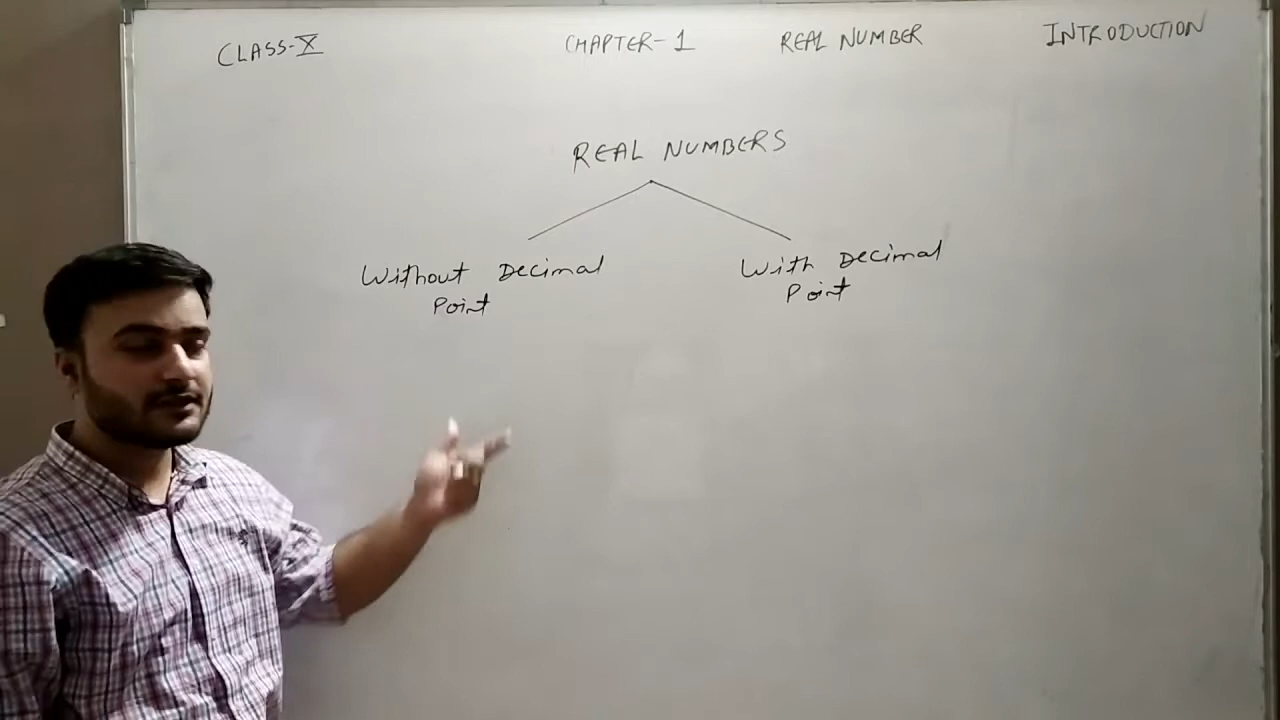 CLASS-X CHAPTER-1 REAL NUMBER INTRODUCTION
REAL NUMBERS
Without Decimal
Point
With Decimal
Point